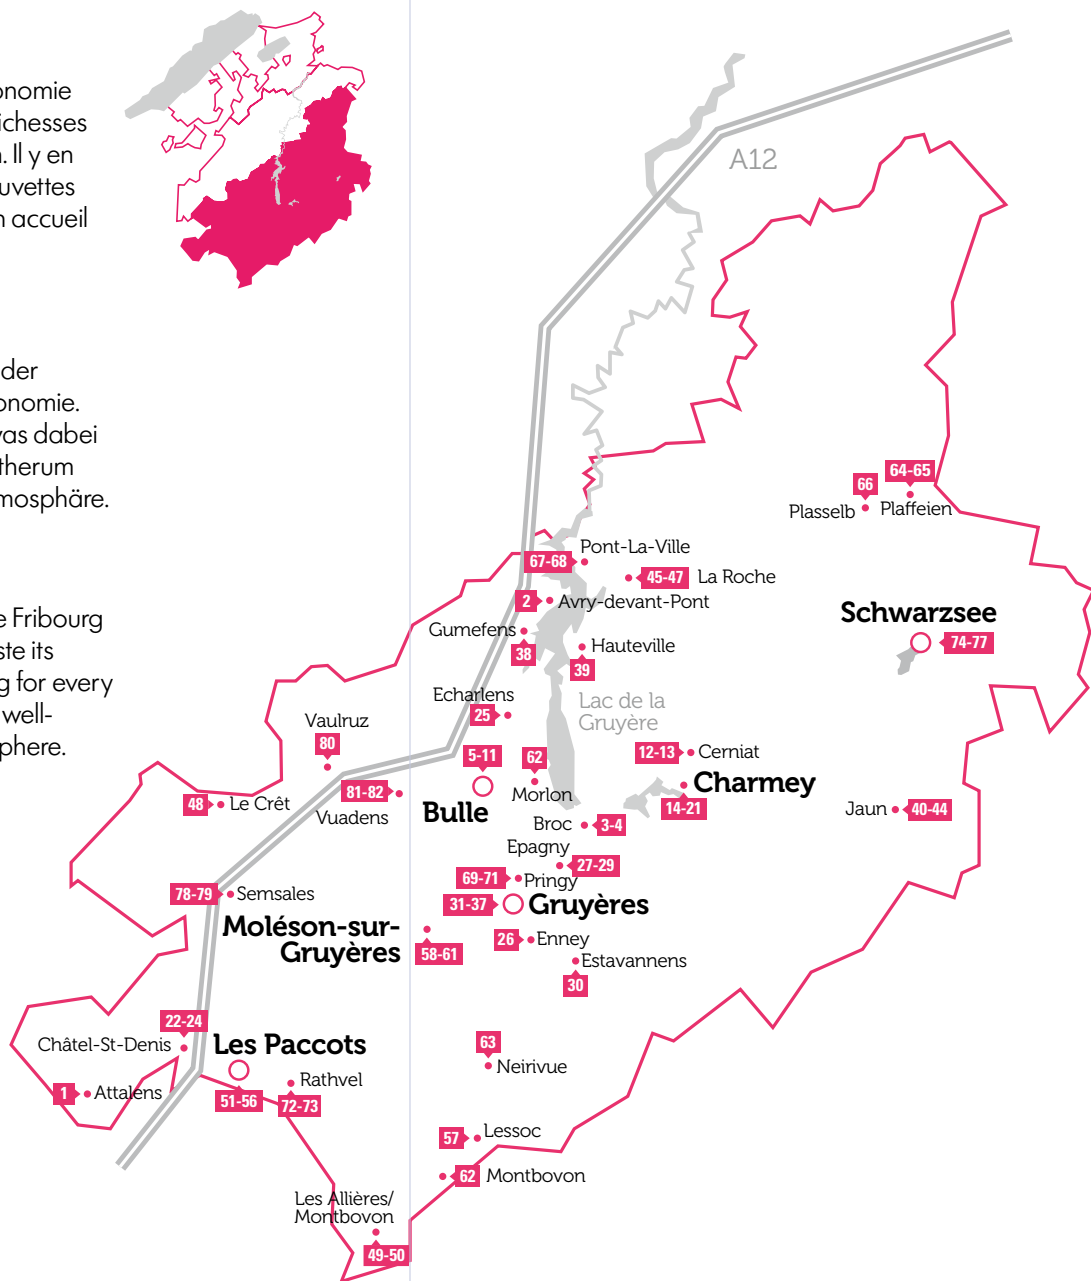 onomie
ichesses
n. Il y en
uvettes
n accueil
der
onomie.
vas dabei
therum
mosphäre.
e Fribourg
ste its
g for every
well-
sphere.
A12
64-65
66
Plasselb
Plaffeien
Pont-La-Ville
67-68
45-47
La Roche
2
Avry-devant-Pont
Schwarzsee
74-77
Gumefens
38
Hauteville
39
Echarlens
25
Lac de la
Gruyère
Vaulruz
80
5-11
62
12-13
Cerniat
Charmey
14-21
81-82
Vuadens
Bulle
Morlon
48
Le Crêt
Jaun
40-44
Broc
3-4
Epagny
27-29
69-71
Pringy
78-79
Semsales
31-37
Gruyères
Moléson-sur-
Gruyères
58-61
26
Enney
Estavannens
30
22-24
Châtel-St-Denis
Les Paccots
51-56
63
Neirivue
1
Attalens
Rathvel
72-73
57
Lessoc
62
Montbovon
Les Allières/
Montbovon
49-50